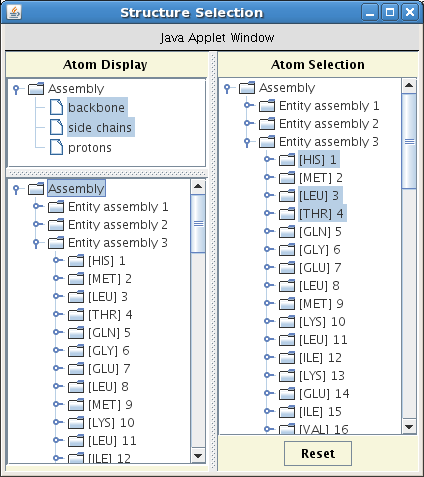 Structure Selection
Java Applet Window
Atom Display
Assembly
backbone
side chains
protons
Assembly
Entity assembly 1
Entity assembly 2
Entity assembly 3
[HIS] 1
[MET] 2
[LEU] 3
[THR] 4
[GLN] 5
[GLY] 6
[GLU] 7
[LEU] 8
[MET] 9
[LYS] 10
[LEU] 11
[ILE] 12
Atom Selection
Assembly
Entity assembly 1
Entity assembly 2
Entity assembly 3
[HIS] 1
[MET] 2
[LEU] 3
[THR] 4
[GLN] 5
[GLY] 6
[GLU] 7
[LEU] 8
[MET] 9
[LYS] 10
[LEU] 11
[ILE] 12
[LYS] 13
[GLU] 14
[ILE] 15
[VAL] 16
Reset